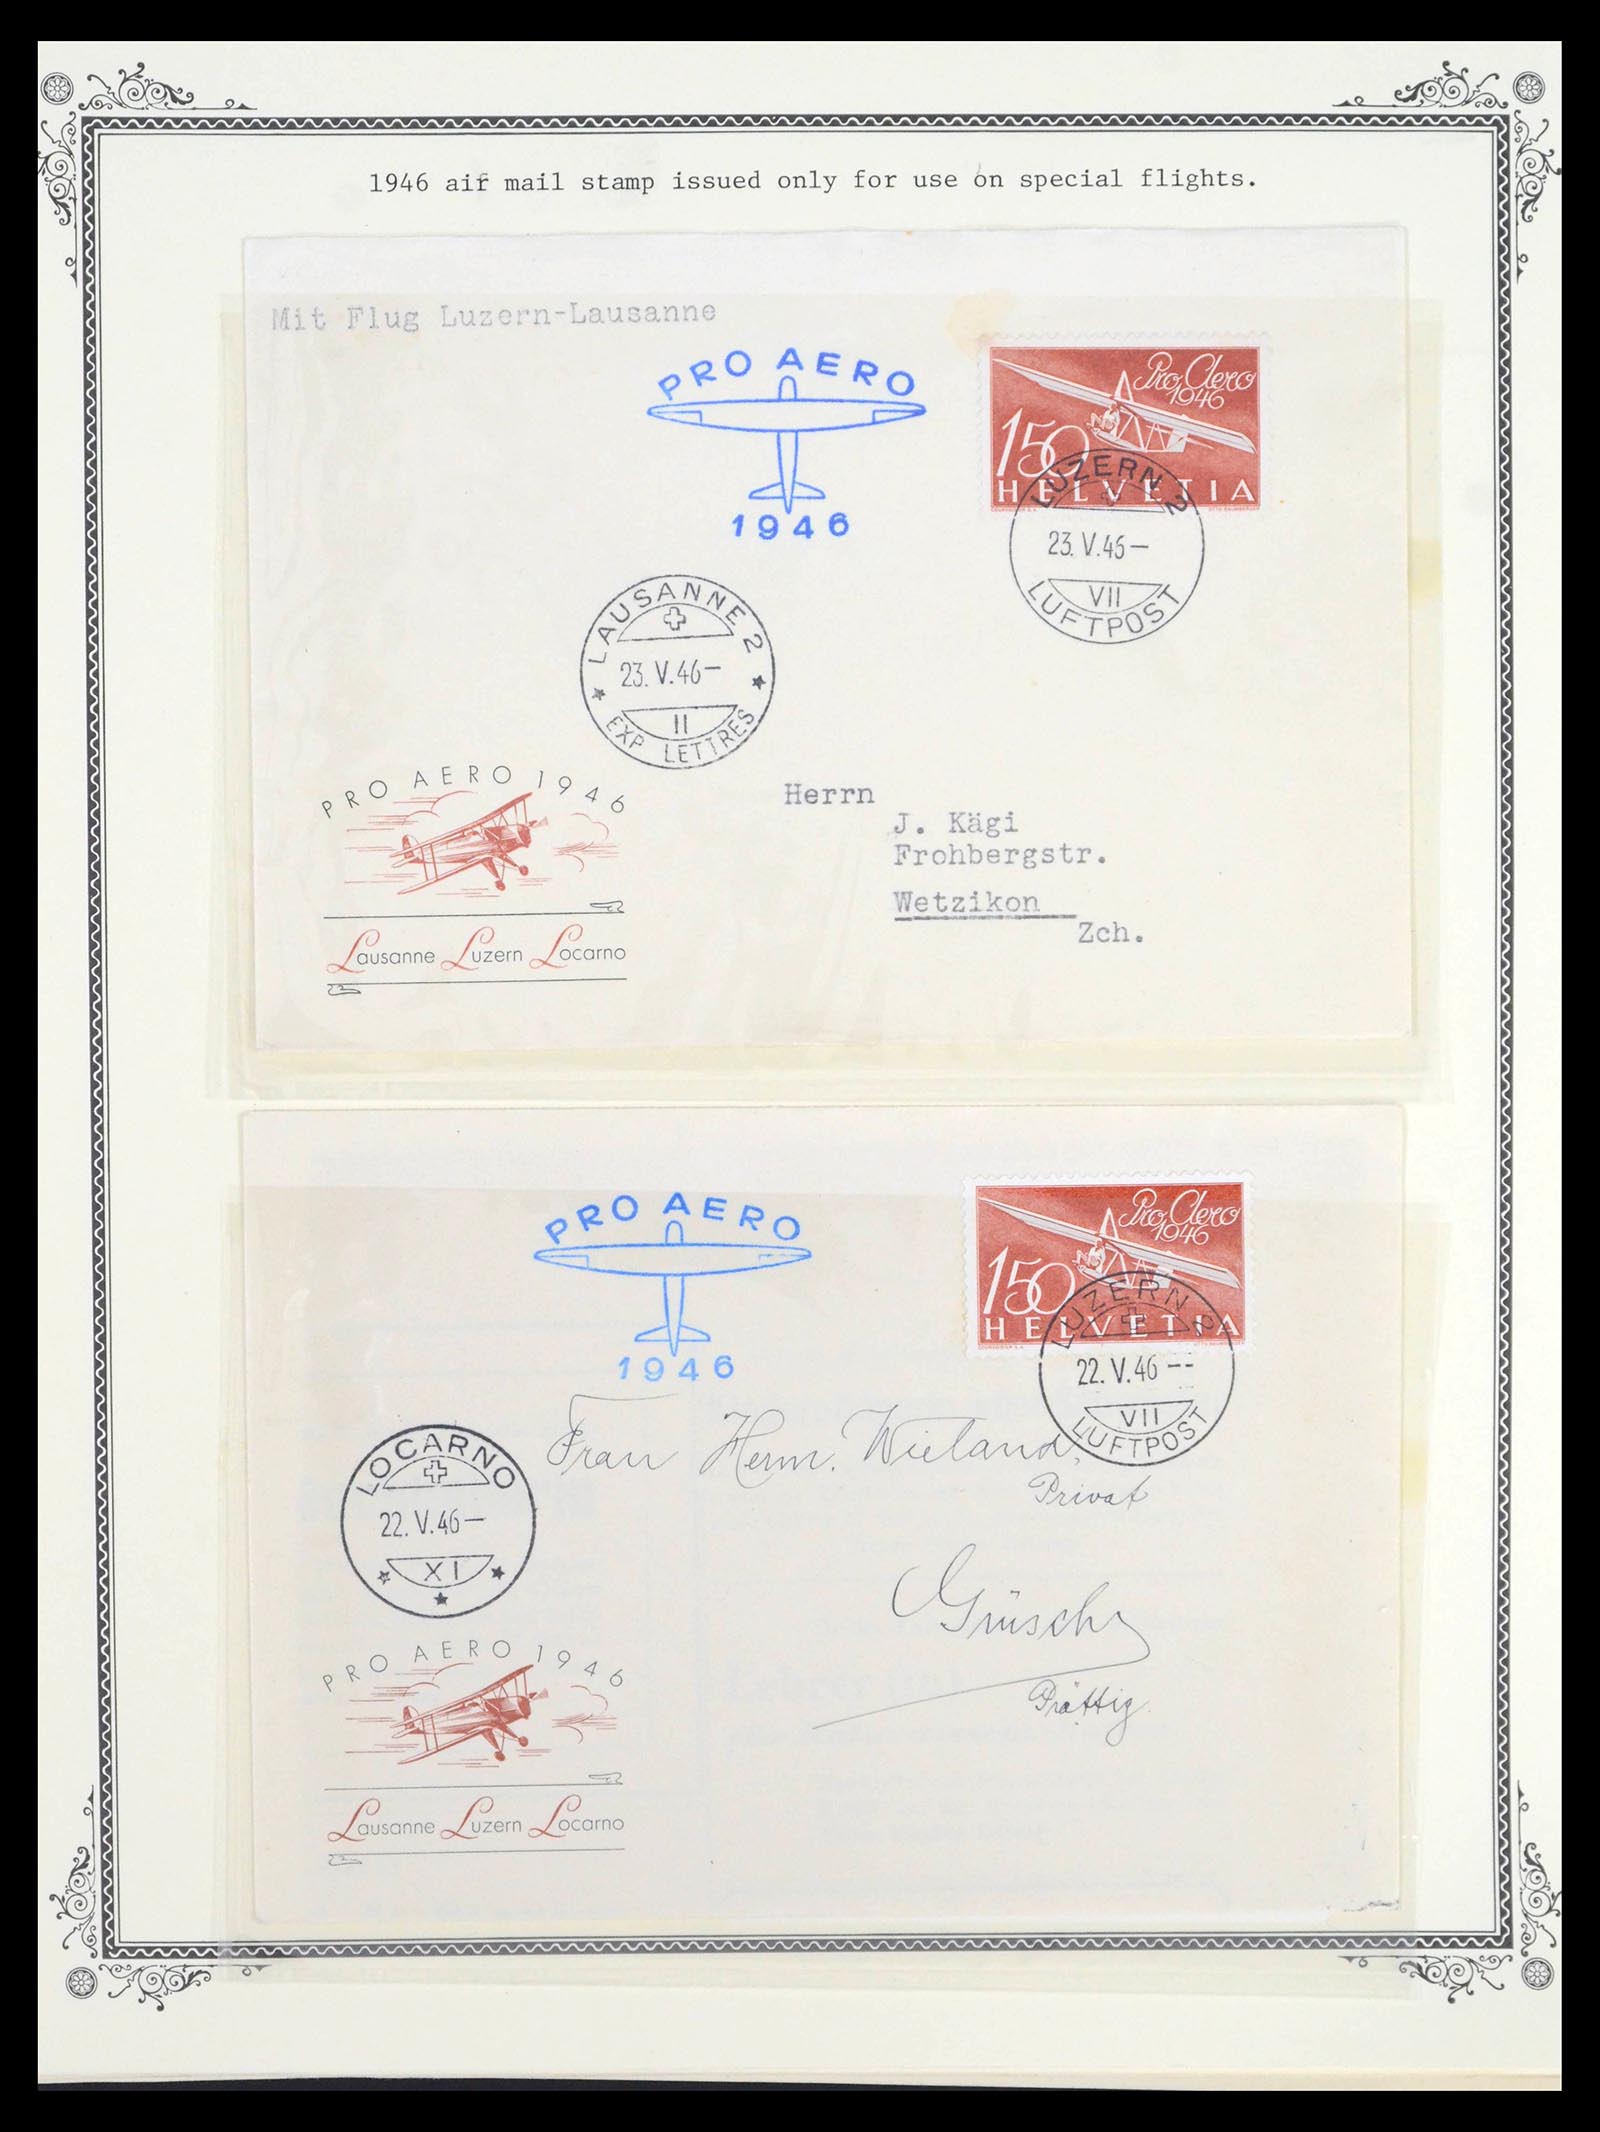 1946 air mail stamp issued only for use on special flights.
Mit Flug Luzern-Lausanne
PRO AERO
1946
Pro Aero
1946
150
HELVETIA
LUZERN 2
23.V.46—
VII
LUFTPOST
LAUSANNE 2
23.V.46—
II
EXP. LETTRES
PRO AERO 1946
Lausanne Luzern Locarno
Herrn
J. Kägi
Frohbergstr.
Wetzikon
Zch.
PRO AERO
1946
Pro Aero
1946
150
HELVETIA
LUZERN 2
22.V.46--
VII
LUFTPOST
Frau Herm. Wieland,
Privat
Grüsch
Prättig.
LOCARNO
22.V.46—
XI
PRO AERO 1946
Lausanne Luzern Locarno